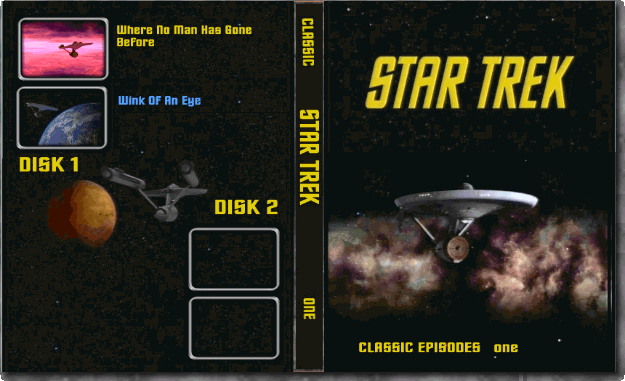 Where No Man Has Gone
Before
Wink Of An Eye
DISK 1
DISK 2
CLASSIC
STAR TREK
ONE
STAR TREK
CLASSIC EPISODES one